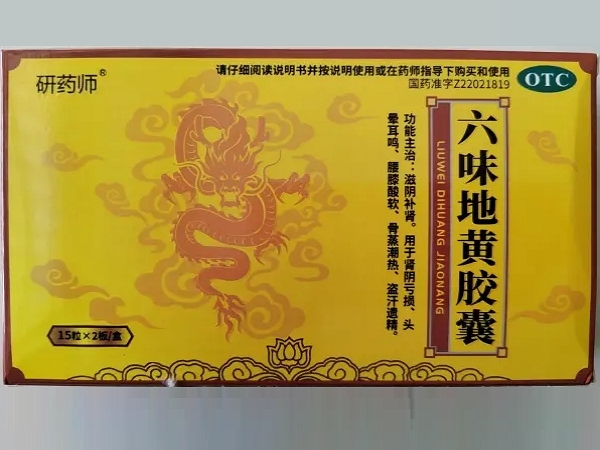 研药师®
请仔细阅读说明书并按说明使用或在药师指导下购买和使用
国药准字Z22021819
OTC
六味地黄胶囊
LIUWEI DIHUANG JIAONANG
功能主治：滋阴补肾。用于肾阴亏损、头
晕耳鸣、腰膝酸软、骨蒸潮热、盗汗遗精。
15粒×2板/盒